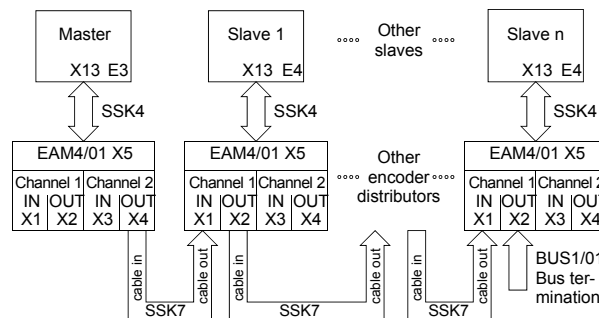 Master
X13 E3
Slave 1
X13 E4
Other
slaves
Slave n
X13 E4
SSK4
SSK4
SSK4
EAM4/01 X5
Channel 1
Channel 2
IN
OUT
IN
OUT
X1
X2
X3
X4
EAM4/01 X5
Channel 1
Channel 2
IN
OUT
IN
OUT
X1
X2
X3
X4
Other
encoder
distributors
EAM4/01 X5
Channel 1
Channel 2
IN
OUT
IN
OUT
X1
X2
X3
X4
cable in
SSK7
cable out
cable in
SSK7
cable out
cable in
SSK7
cable out
BUS1/01
Bus ter-
mination